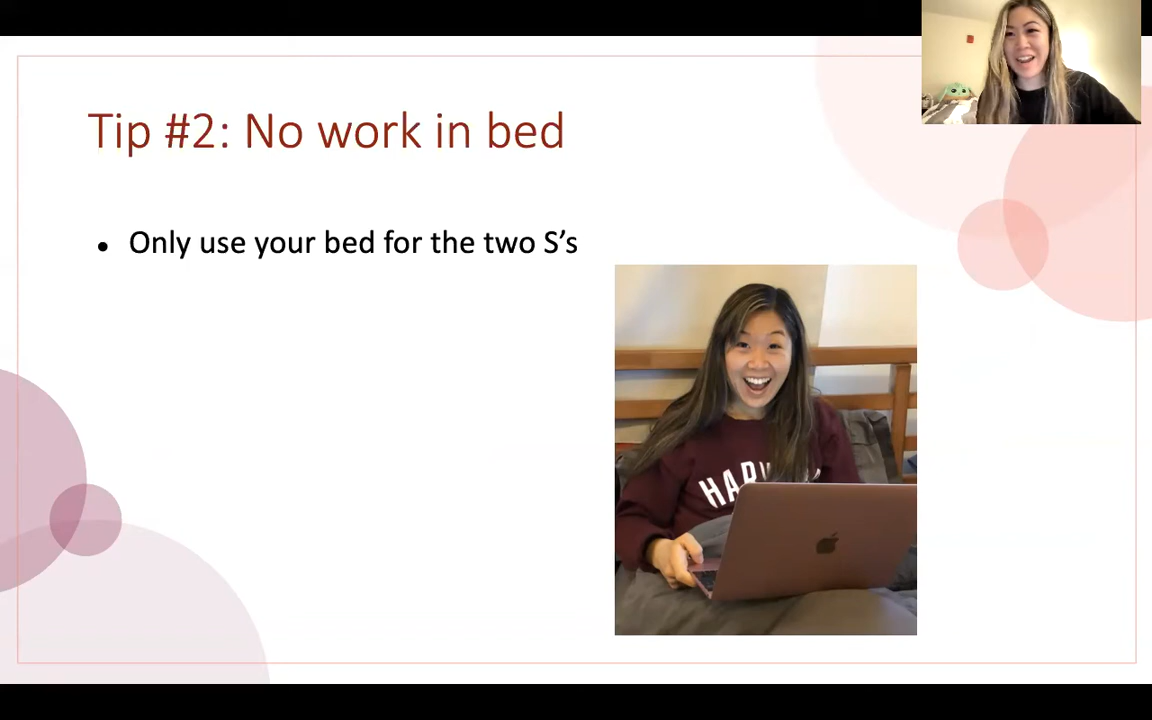 Tip #2: No work in bed
• Only use your bed for the two S’s